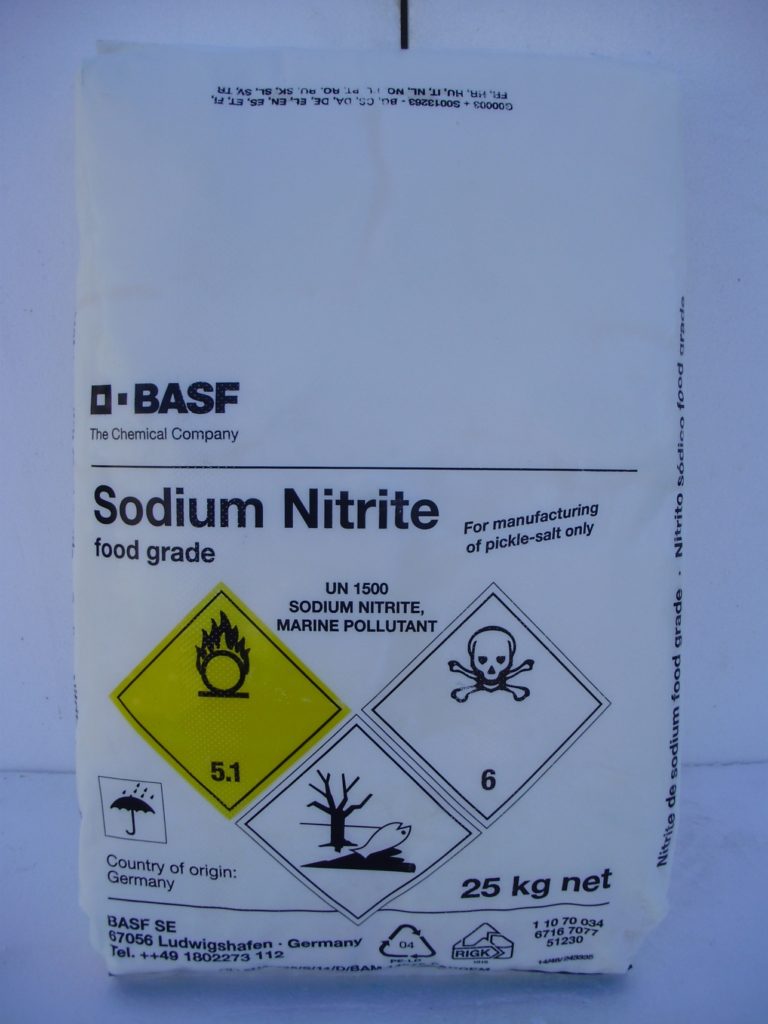 G00003 + S0013263 - BG, CS, DA, DE, EL, EN, ES, ET, FI,
FR, HR, HU, IT, NL, NO, PL, PT, RO, RU, SK, SL, SV, TR
BASF
The Chemical Company
Sodium Nitrite
food grade
For manufacturing
of pickle-salt only
UN 1500
SODIUM NITRITE,
MARINE POLLUTANT
5.1
6
Country of origin:
Germany
25 kg net
BASF SE
67056 Ludwigshafen · Germany
Tel. ++49 1802273 112
04
PE-LD
RIGK
1 10 70 034
6716 7077
51230
Nitrite de sodium food grade · Nitrito sódico food grade